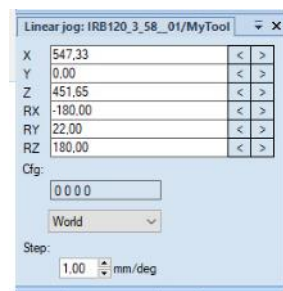 Linear jog: IRB120_3_58__01/MyTool
X 547,33 < >
Y 0,00 < >
Z 451,65 < >
RX -180,00 < >
RY 22,00 < >
RZ 180,00 < >
Cfg:
0 0 0 0
World
Step:
1,00 mm/deg